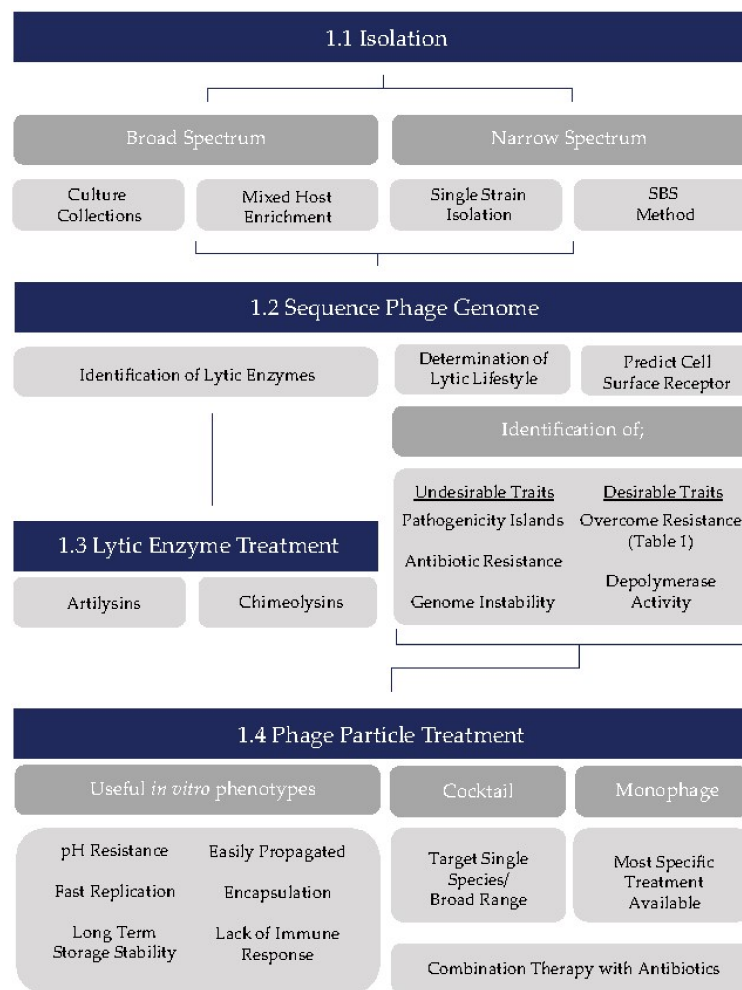 1.1 Isolation
Broad Spectrum
Narrow Spectrum
Culture
Collections
Mixed Host
Enrichment
Single Strain
Isolation
SBS
Method
1.2 Sequence Phage Genome
Identification of Lytic Enzymes
Determination of
Lytic Lifestyle
Predict Cell
Surface Receptor
Identification of;
Undesirable Traits
Pathogenicity Islands
Antibiotic Resistance
Genome Instability
Desirable Traits
Overcome Resistance
(Table 1)
Depolymerase
Activity
1.3 Lytic Enzyme Treatment
Artilysins
Chimeolysins
1.4 Phage Particle Treatment
Useful in vitro phenotypes
Cocktail
Monophage
pH Resistance
Easily Propagated
Fast Replication
Encapsulation
Long Term
Storage Stability
Lack of Immune
Response
Target Single
Species/
Broad Range
Most Specific
Treatment
Available
Combination Therapy with Antibiotics